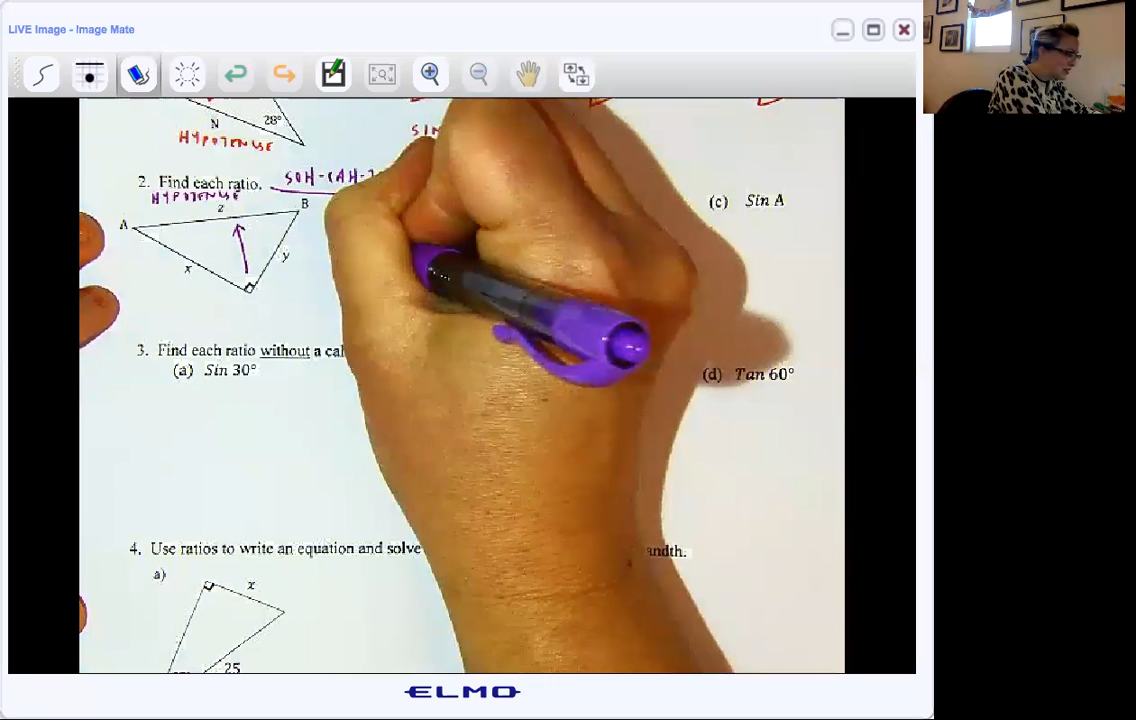 LIVE Image - Image Mate
N
28°
HYPOTENUSE
SIN
2. Find each ratio.
SOH-CAH-
HYPOTENUSE
z
B
A
(c) Sin A
y
x
3. Find each ratio without a cal
(a) Sin 30°
(d) Tan 60°
4. Use ratios to write an equation and solve
andth.
a)
x
25
ELMO